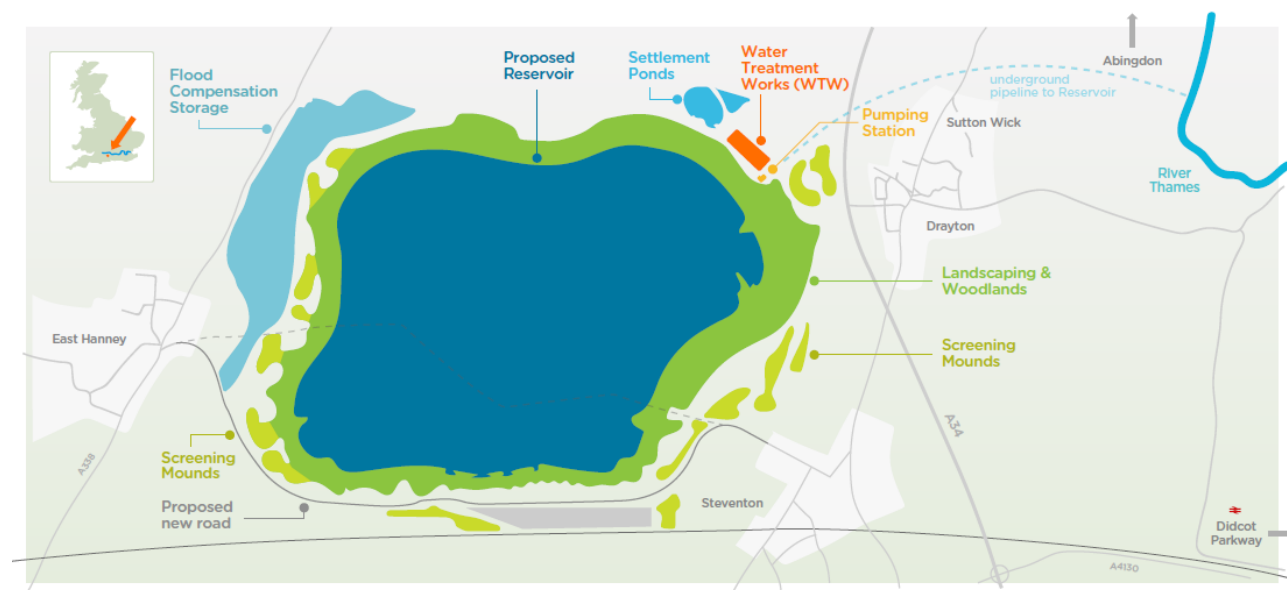 Flood
Compensation
Storage
Proposed
Reservoir
Settlement
Ponds
Water
Treatment
Works (WTW)
Pumping
Station
underground
pipeline to Reservoir
Abingdon
Sutton Wick
River
Thames
Drayton
Landscaping &
Woodlands
Screening
Mounds
East Hanney
A338
Screening
Mounds
Proposed
new road
Steventon
A34
Didcot
Parkway
A4130